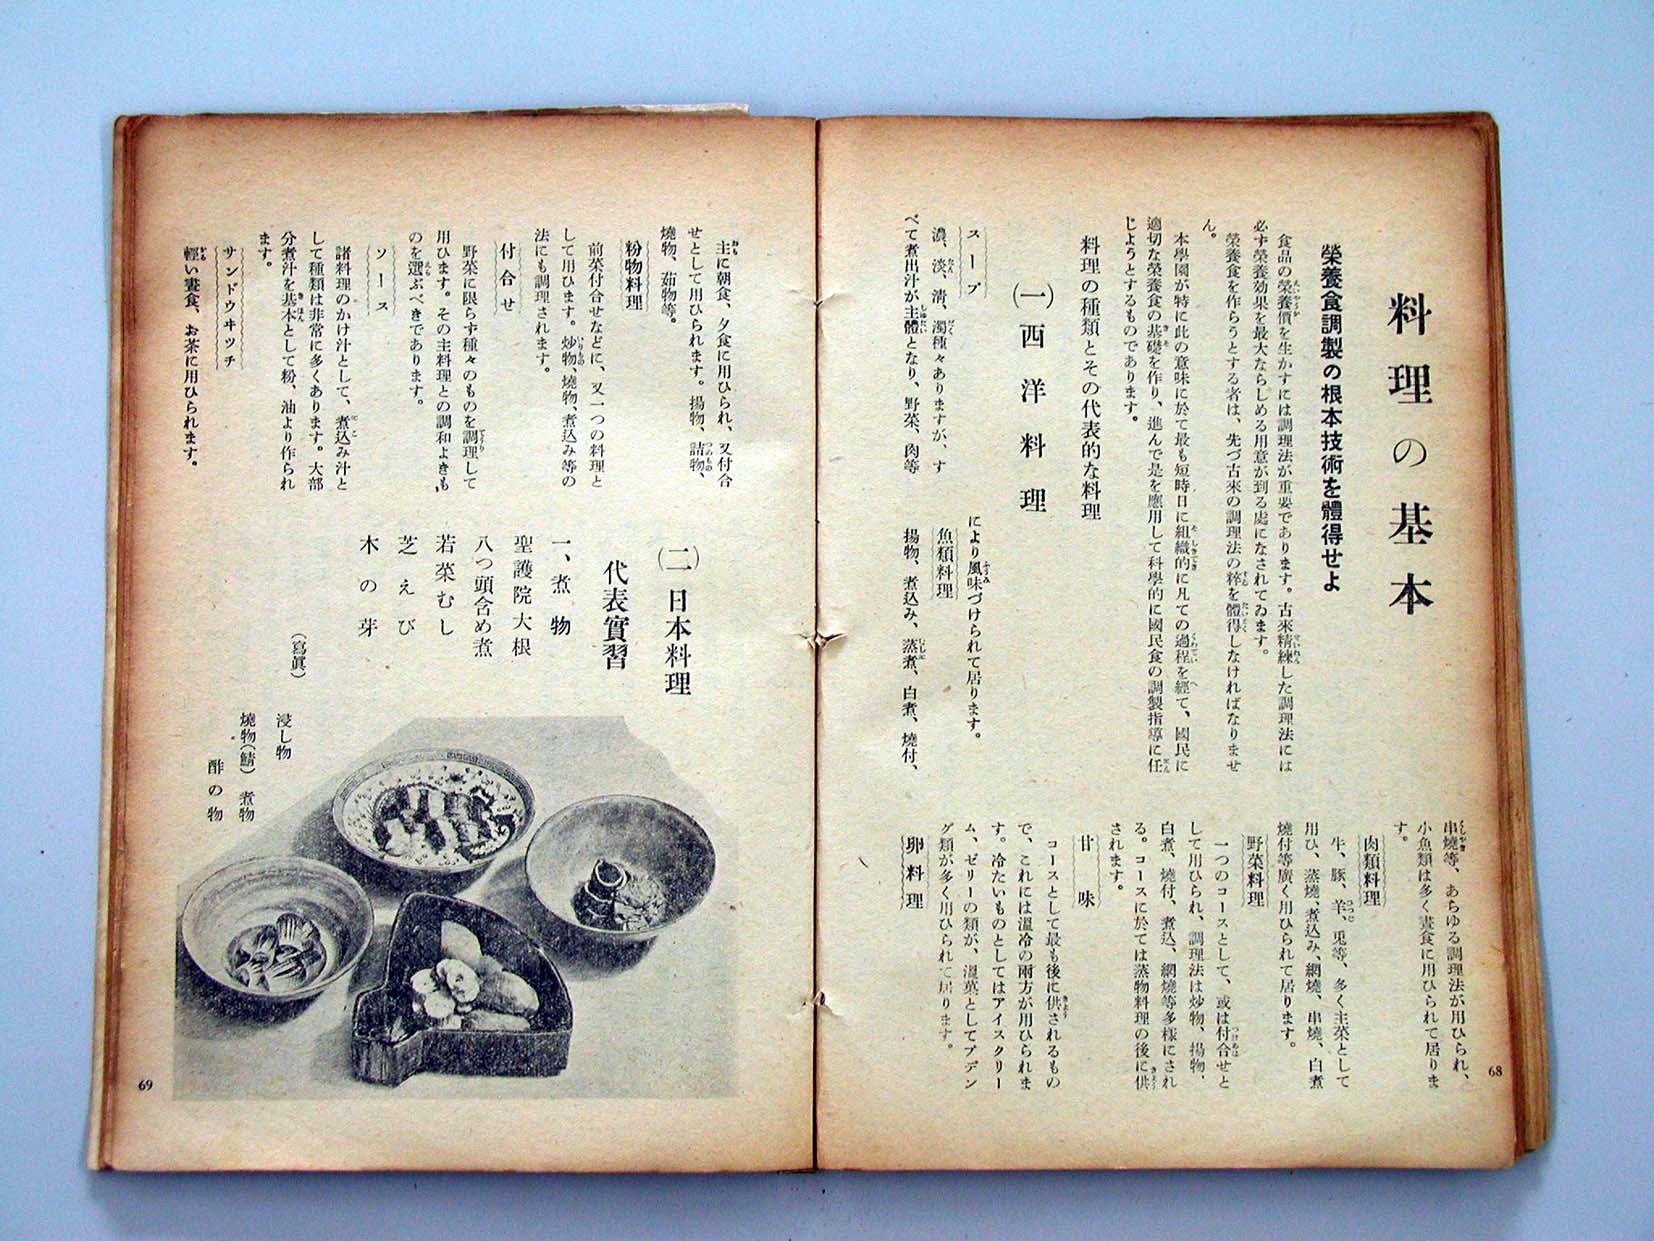 料理の基本
榮養食調製の根本技術を體得せよ
食品の榮養價を生かすには調理法が重要であります。古來精練した調理法には
必ず榮養効果を最大ならしめる用意が到る處になされてゐます。
榮養食を作らうとする者は、先づ古來の調理法の粹を體得しなければなりませ
ん。
本學園が特に此の意味に於て最も短時日に組織的に凡ての過程を經て、國民に
適切な榮養食の基礎を作り、進んで是を應用して科學的に國民食の調製指導に任
じようとするものであります。
料理の種類とその代表的な料理
(一)西洋料理
スープ
濃、淡、淸、濁種々ありますが、す
べて煮出汁が主體となり、野菜、肉等
により風味づけられて居ります。
魚類料理
揚物、煮込み、蒸煮、白煮、燒付、
串燒等、あらゆる調理法が用ひられ、
小魚類は多く晝食に用ひられて居りま
す。
肉類料理
牛、豚、羊、兎等、多く主菜として
用ひ、蒸燒、煮込み、網燒、串燒、白煮
燒付等廣く用ひられて居ります。
野菜料理
一つのコースとして、或は付合せと
して用ひられ、調理法は炒物、揚物、
白煮、燒付、煮込、網燒等多樣にされ
る。コースに於ては蒸物料理の後に供
されます。
甘味
コースとして最も後に供されるもの
で、これには溫冷の兩方が用ひられま
す。冷たいものとしてはアイスクリー
ム、ゼリーの類が、溫菓としてプデン
グ類が多く用ひられて居ります。
卵料理
68
主に朝食、夕食に用ひられ、又付合
せとして用ひられます。揚物、詰物、
燒物、茹物等。
粉物料理
前菜付合せなどに、又一つの料理と
して用ひます。炒物、燒物、煮込み等の
法にも調理されます。
付合せ
野菜に限らず種々のものを調理して
用ひます。その主料理との調和よきも
のを選ぶべきであります。
ソース
諸料理のかけ汁として、煮込み汁と
して種類は非常に多くあります。大部
分煮汁を基本として粉、油より作られ
ます。
サンドウヰツチ
輕い晝食、お茶に用ひられます。
(二)日本料理
代表實習
一、煮物
聖護院大根
八つ頭含め煮
若菜むし
芝えび
木の芽
(寫眞)
浸し物
燒物(鯖) 煮物
酢の物
69